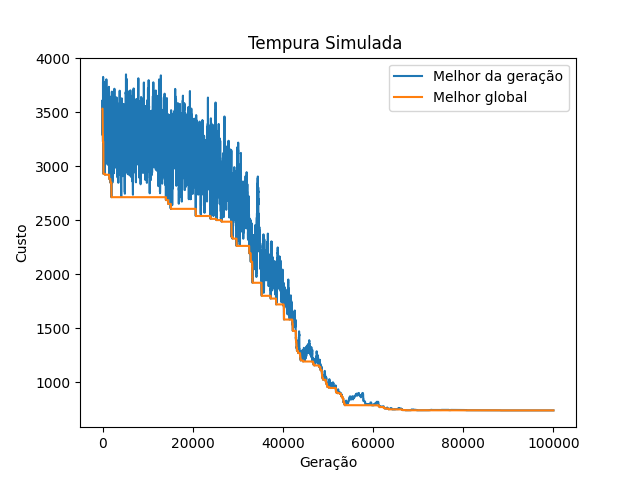 Tempura Simulada
Melhor da geração
Melhor global
Custo
4000
3500
3000
2500
2000
1500
1000
0
20000
40000
60000
80000
100000
Geração